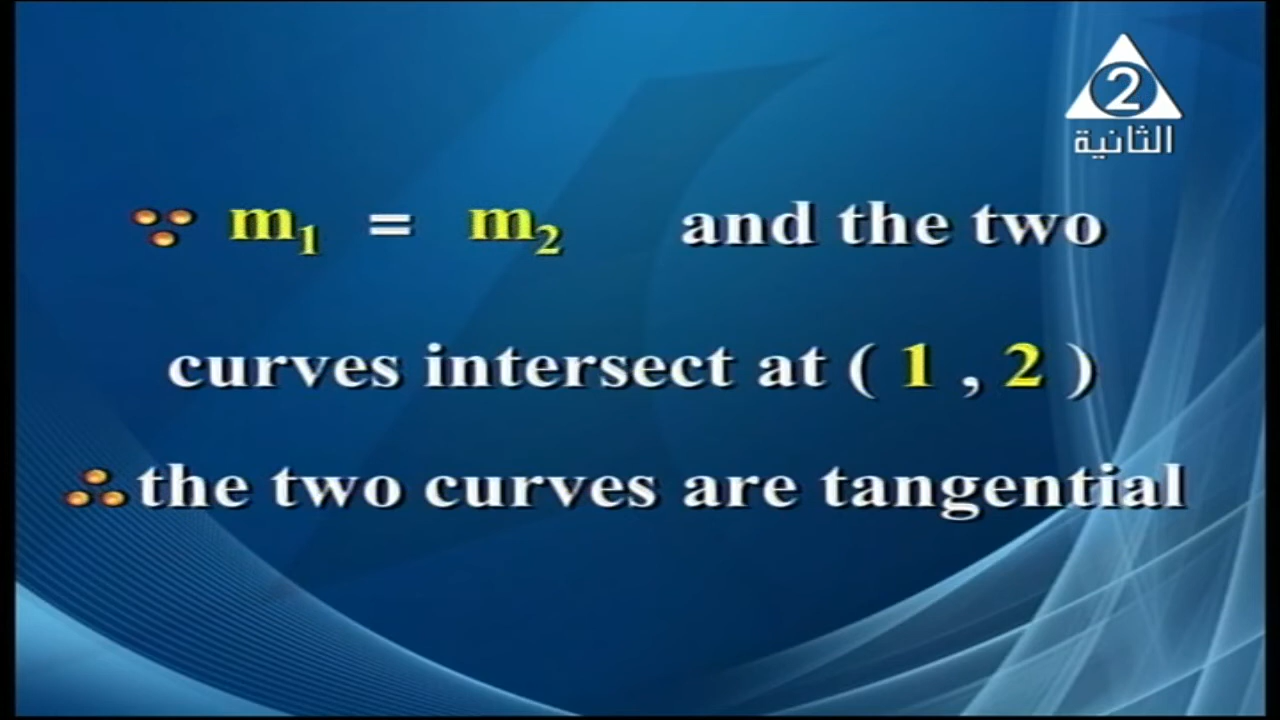 2
الثانية
∵ m₁ = m₂ and the two
curves intersect at ( 1 , 2 )
∴ the two curves are tangential